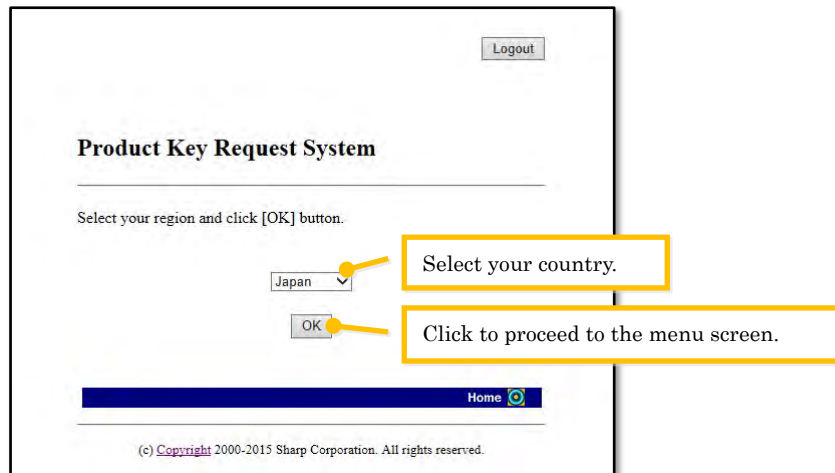 Logout
Product Key Request System
Select your region and click [OK] button.
Select your country.
Japan
OK
Click to proceed to the menu screen.
Home
(c) Copyright 2000-2015 Sharp Corporation. All rights reserved.